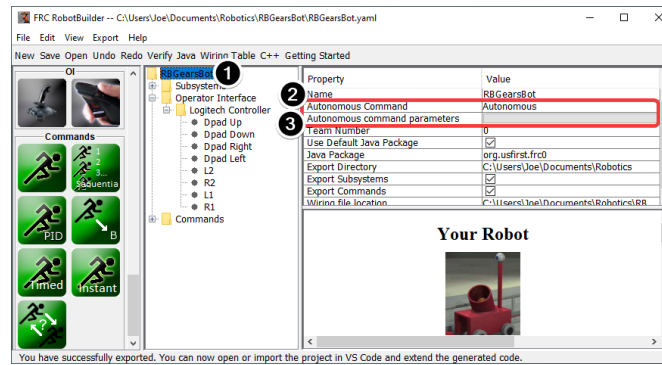 FRC RobotBuilder -- C:\Users\Joe\Documents\Robotics\RBGearsBot\RBGearsBot.yaml
File Edit View Export Help
New Save Open Undo Redo Verify Java Wiring Table C++ Getting Started
OI
Commands
1
2
3...
Sequentia
PID
B
Timed
Instant
?
RBGearsBot
1
Subsystems
Operator Interface
Logitech Controller
Dpad Up
Dpad Down
Dpad Right
Dpad Left
L2
R2
L1
R1
Commands
Property Value
2
Name RBGearsBot
Autonomous Command Autonomous
3
Autonomous command parameters
Team Number 0
Use Default Java Package
Java Package org.usfirst.frc0
Export Directory C:\Users\Joe\Documents\Robotics
Export Subsystems
Export Commands
Wiring file location C:\Users\Joe\Documents\Robotics\RB
Your Robot
You have successfully exported. You can now open or import the project in VS Code and extend the generated code.